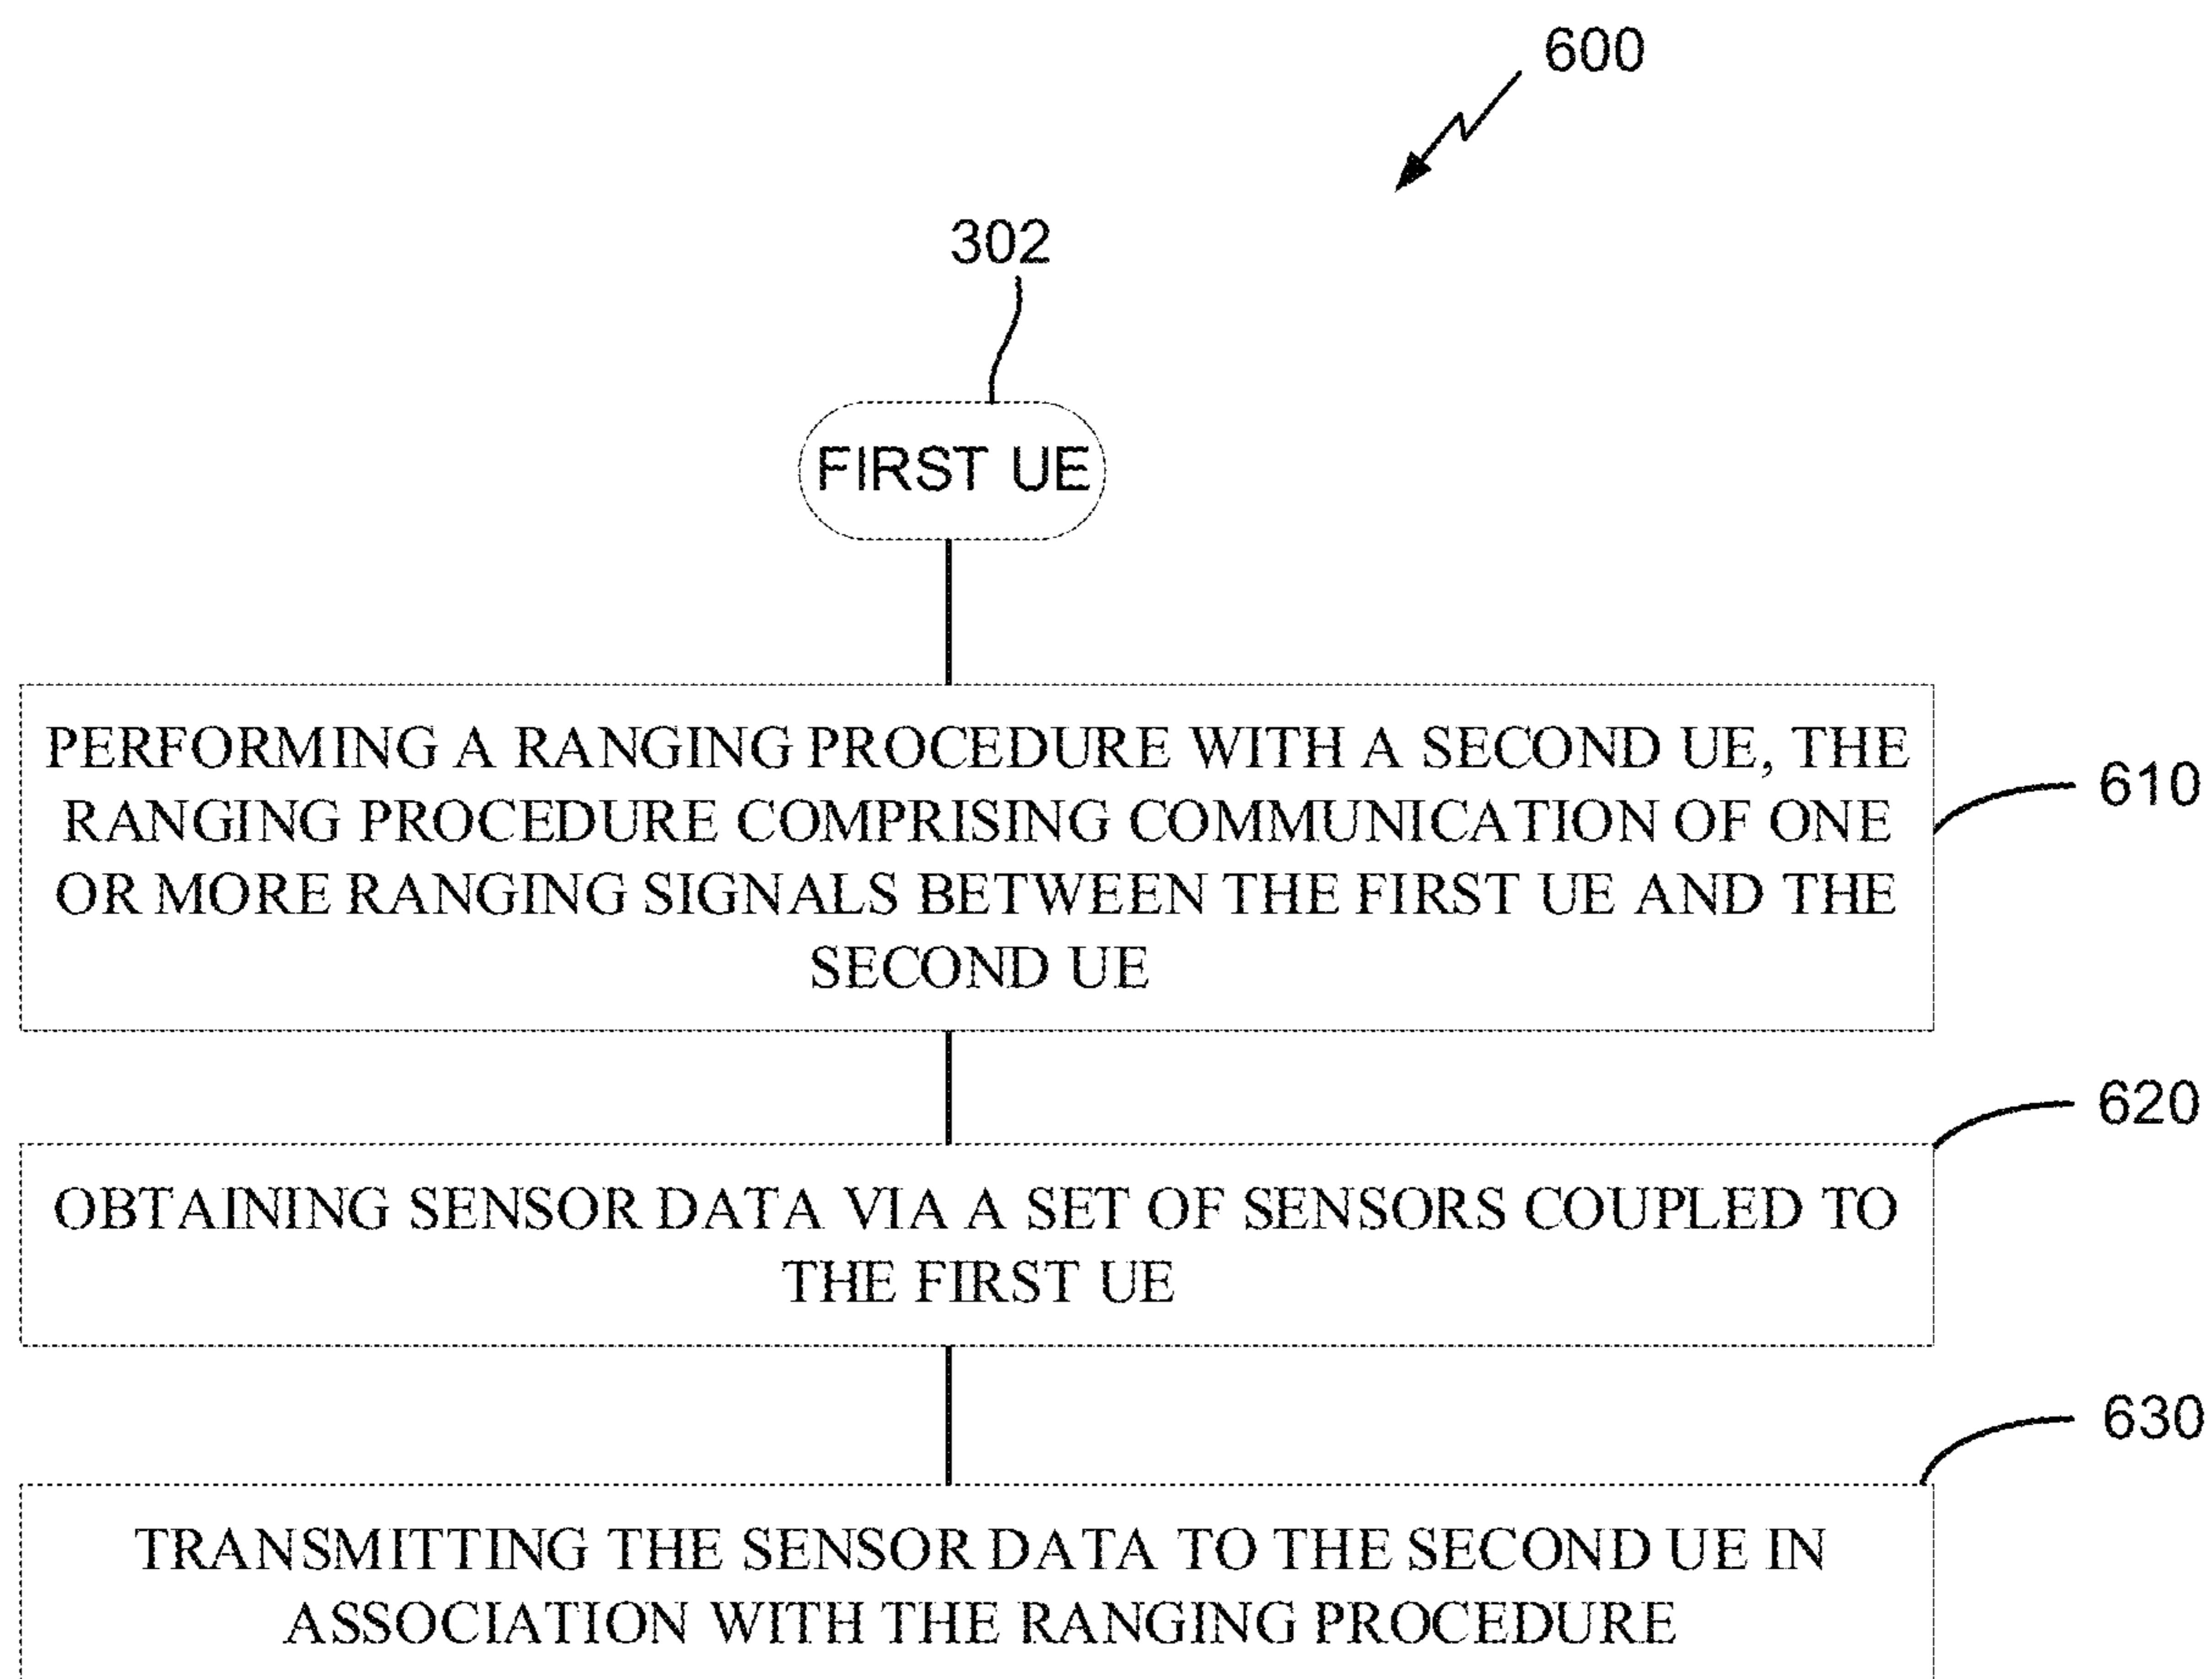 600
302
FIRST UE
PERFORMING A RANGING PROCEDURE WITH A SECOND UE, THE
RANGING PROCEDURE COMPRISING COMMUNICATION OF ONE
OR MORE RANGING SIGNALS BETWEEN THE FIRST UE AND THE
SECOND UE
610
620
OBTAINING SENSOR DATA VIA A SET OF SENSORS COUPLED TO
THE FIRST UE
630
TRANSMITTING THE SENSOR DATA TO THE SECOND UE IN
ASSOCIATION WITH THE RANGING PROCEDURE